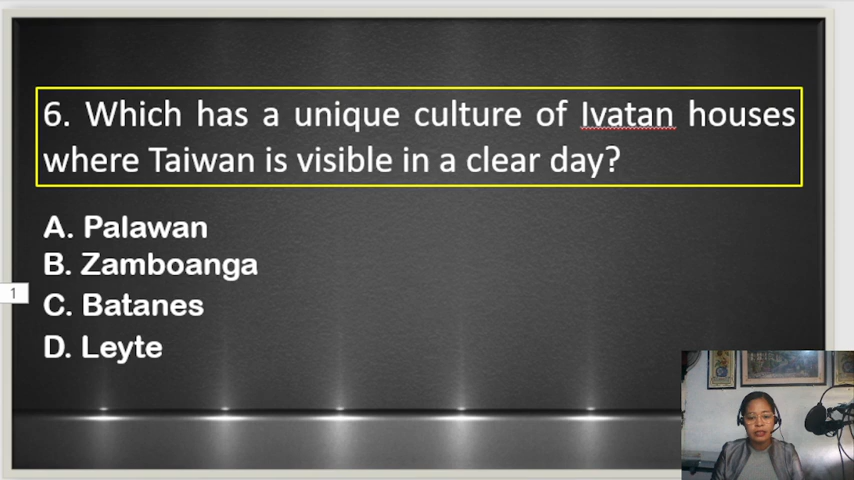 6. Which has a unique culture of Ivatan houses
where Taiwan is visible in a clear day?
A. Palawan
B. Zamboanga
C. Batanes
D. Leyte
1